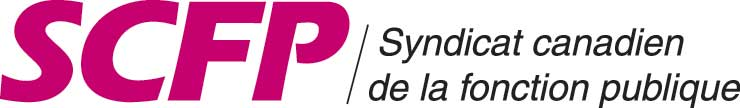 SCFP
Syndicat canadien
de la fonction publique